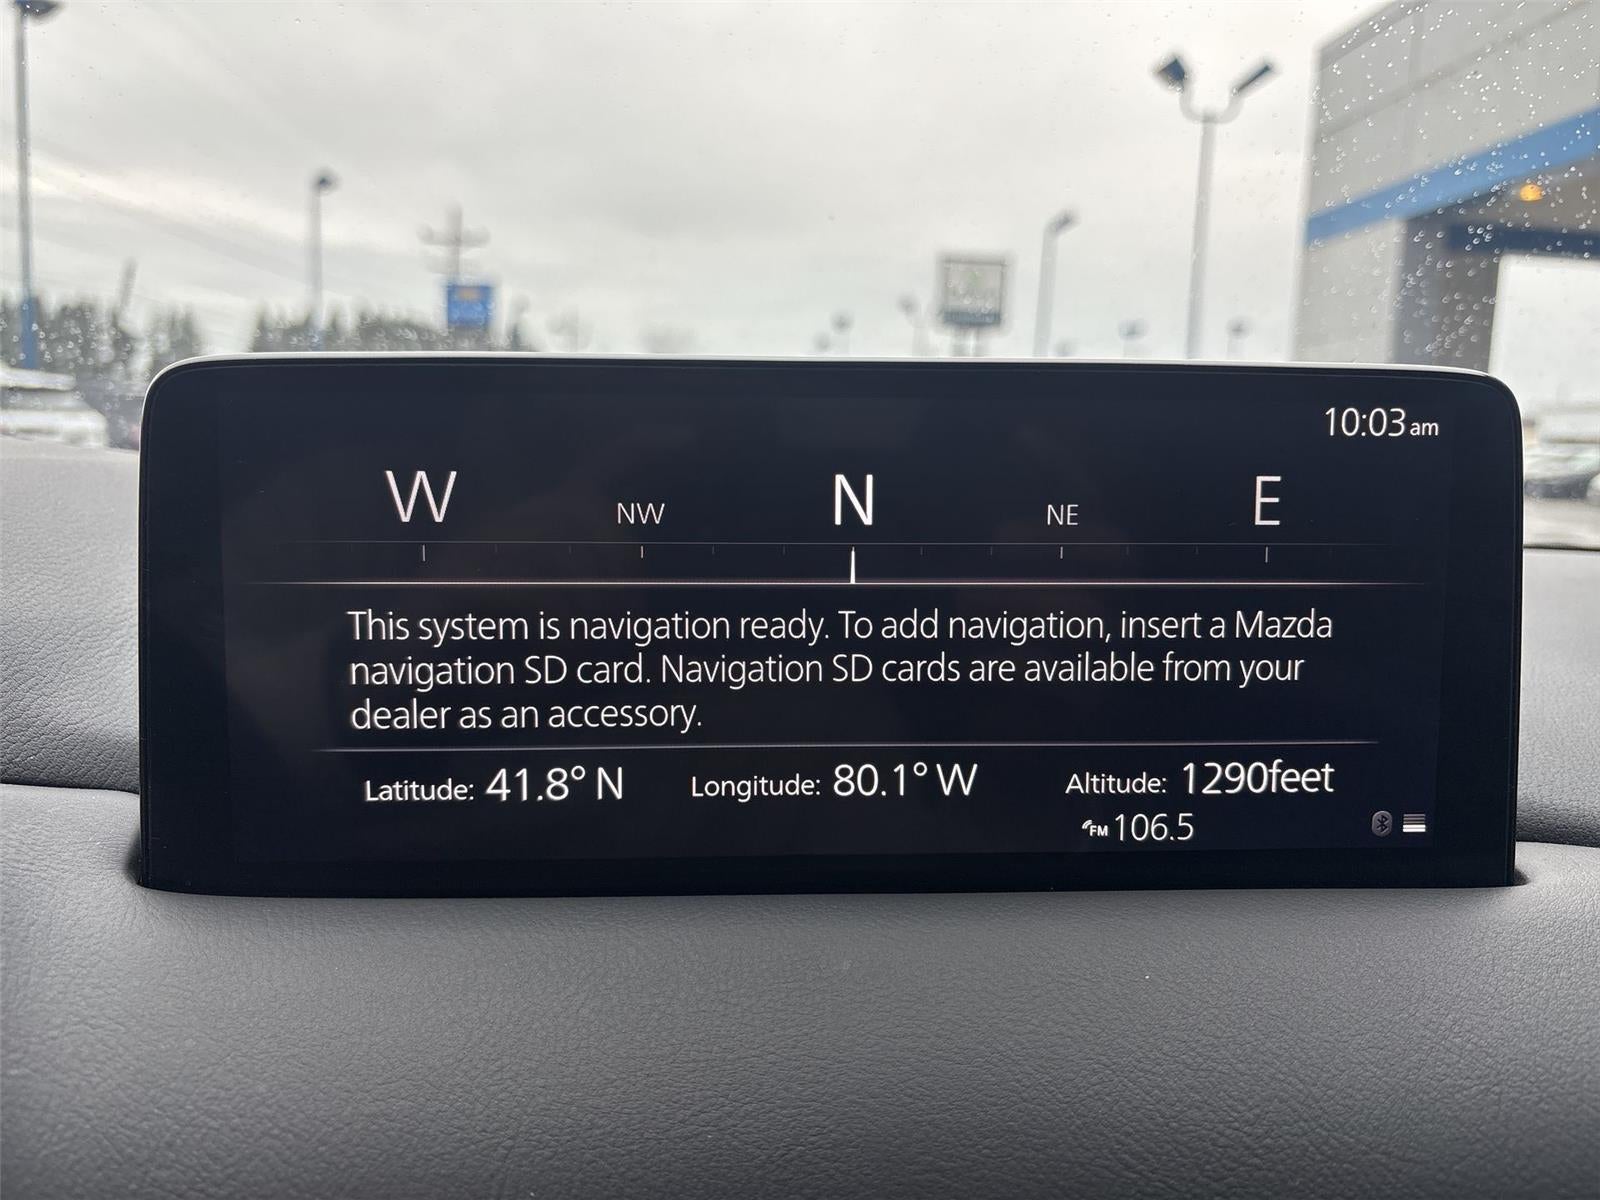 10:03 am
W NW N NE E
This system is navigation ready. To add navigation, insert a Mazda
navigation SD card. Navigation SD cards are available from your
dealer as an accessory.
Latitude: 41.8° N Longitude: 80.1° W Altitude: 1290feet
FM 106.5